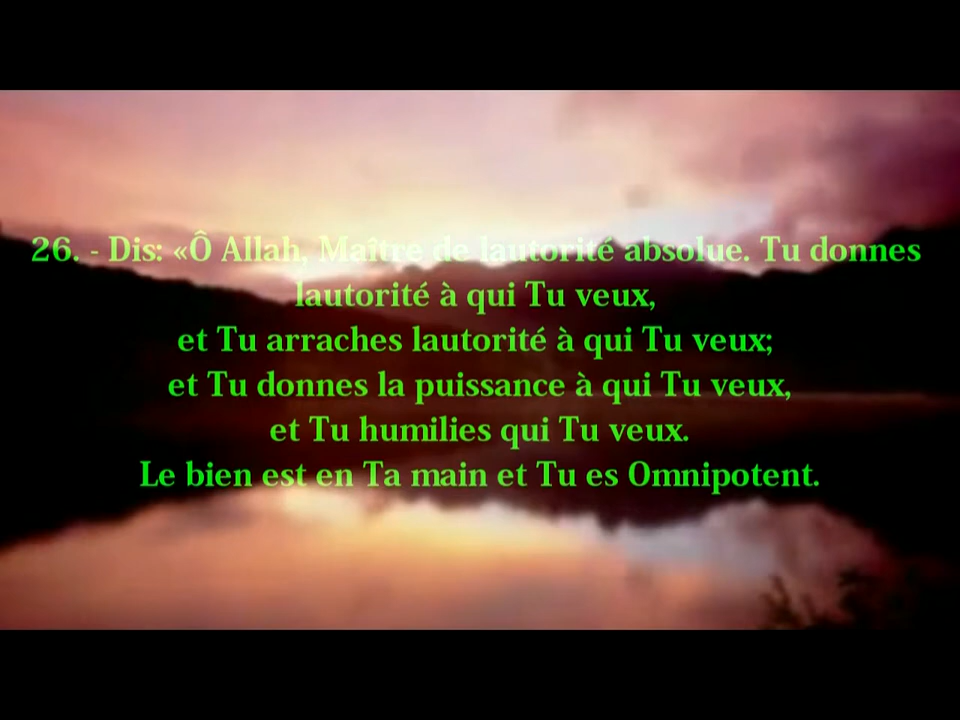 26. - Dis: «Ô Allah, Maître de lautorité absolue. Tu donnes
lautorité à qui Tu veux,
et Tu arraches lautorité à qui Tu veux;
et Tu donnes la puissance à qui Tu veux,
et Tu humilies qui Tu veux.
Le bien est en Ta main et Tu es Omnipotent.